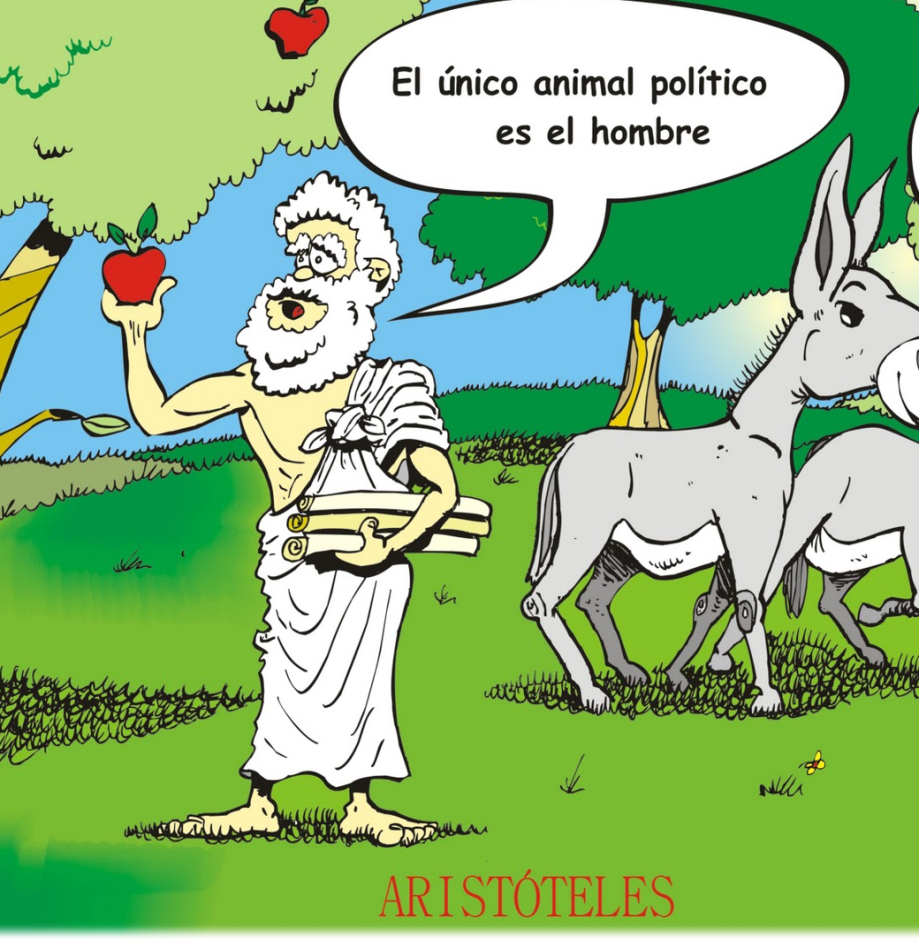 El único animal político
es el hombre
ARISTÓTELES